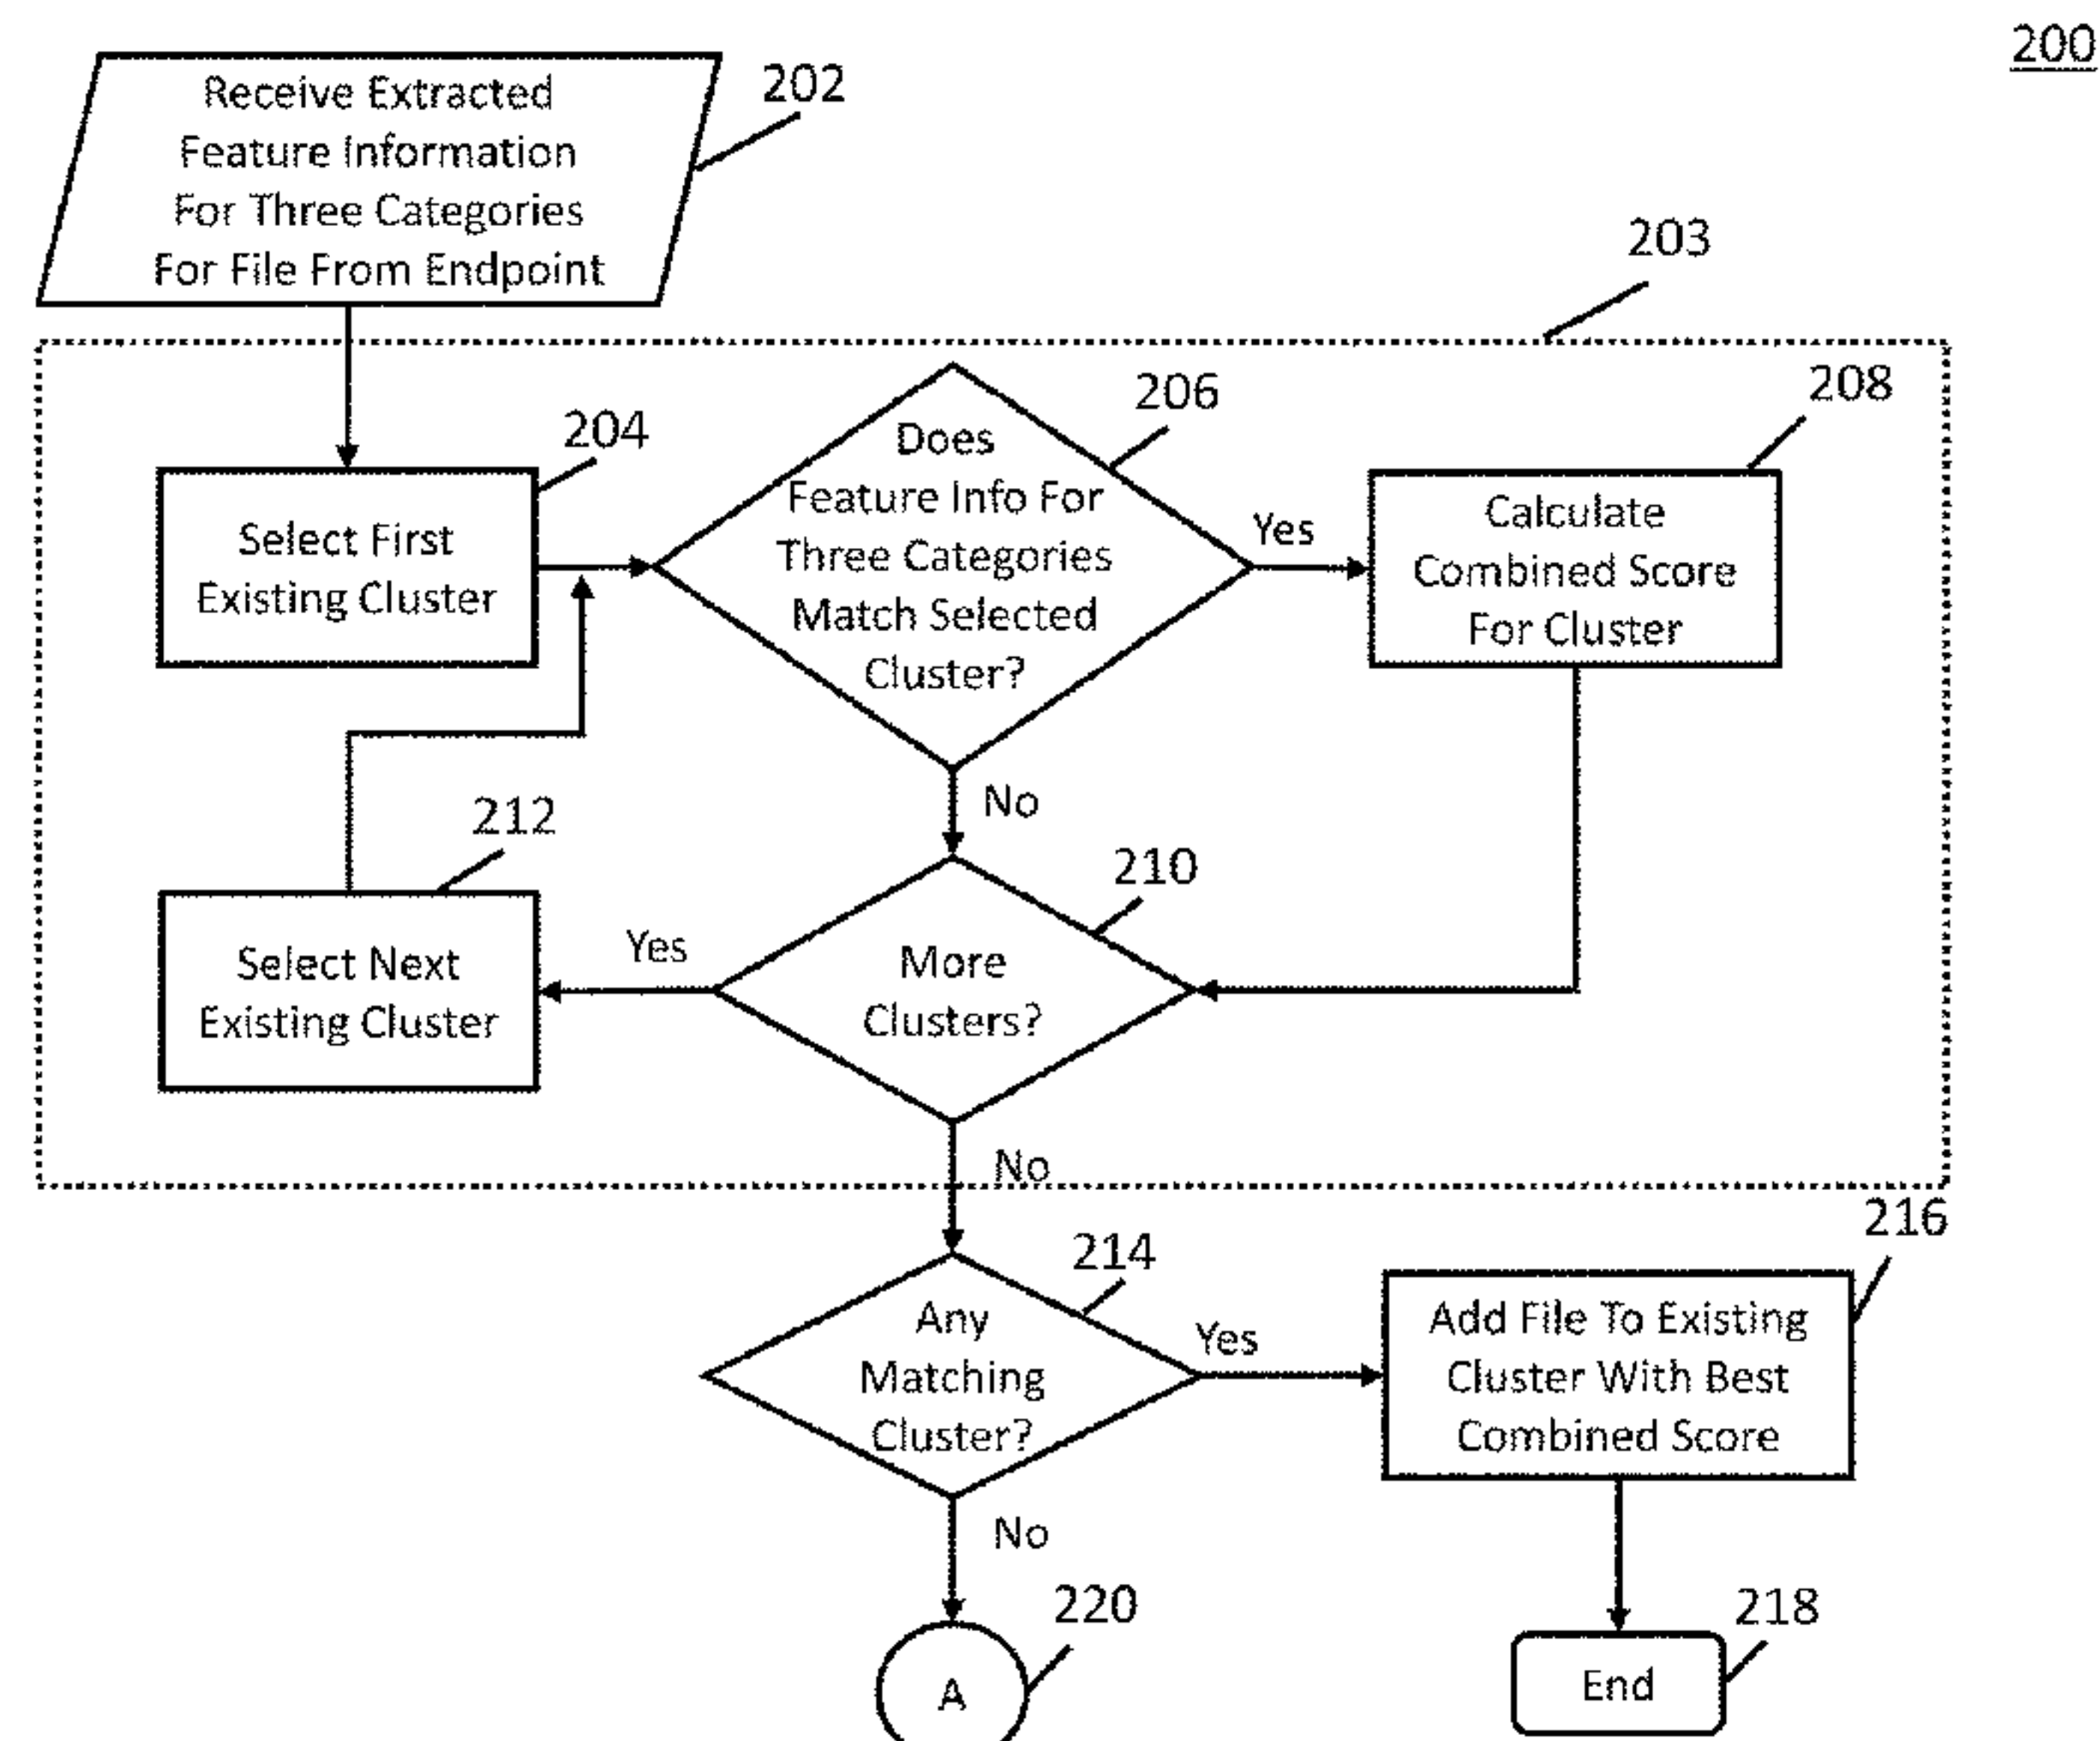 200
Receive Extracted
Feature Information
For Three Categories
For File From Endpoint
202
203
204
Select First
Existing Cluster
206
Does
Feature Info For
Three Categories
Match Selected
Cluster?
Yes
208
Calculate
Combined Score
For Cluster
No
212
Select Next
Existing Cluster
Yes
210
More
Clusters?
No
214
Any
Matching
Cluster?
Yes
216
Add File To Existing
Cluster With Best
Combined Score
No
220
A
218
End